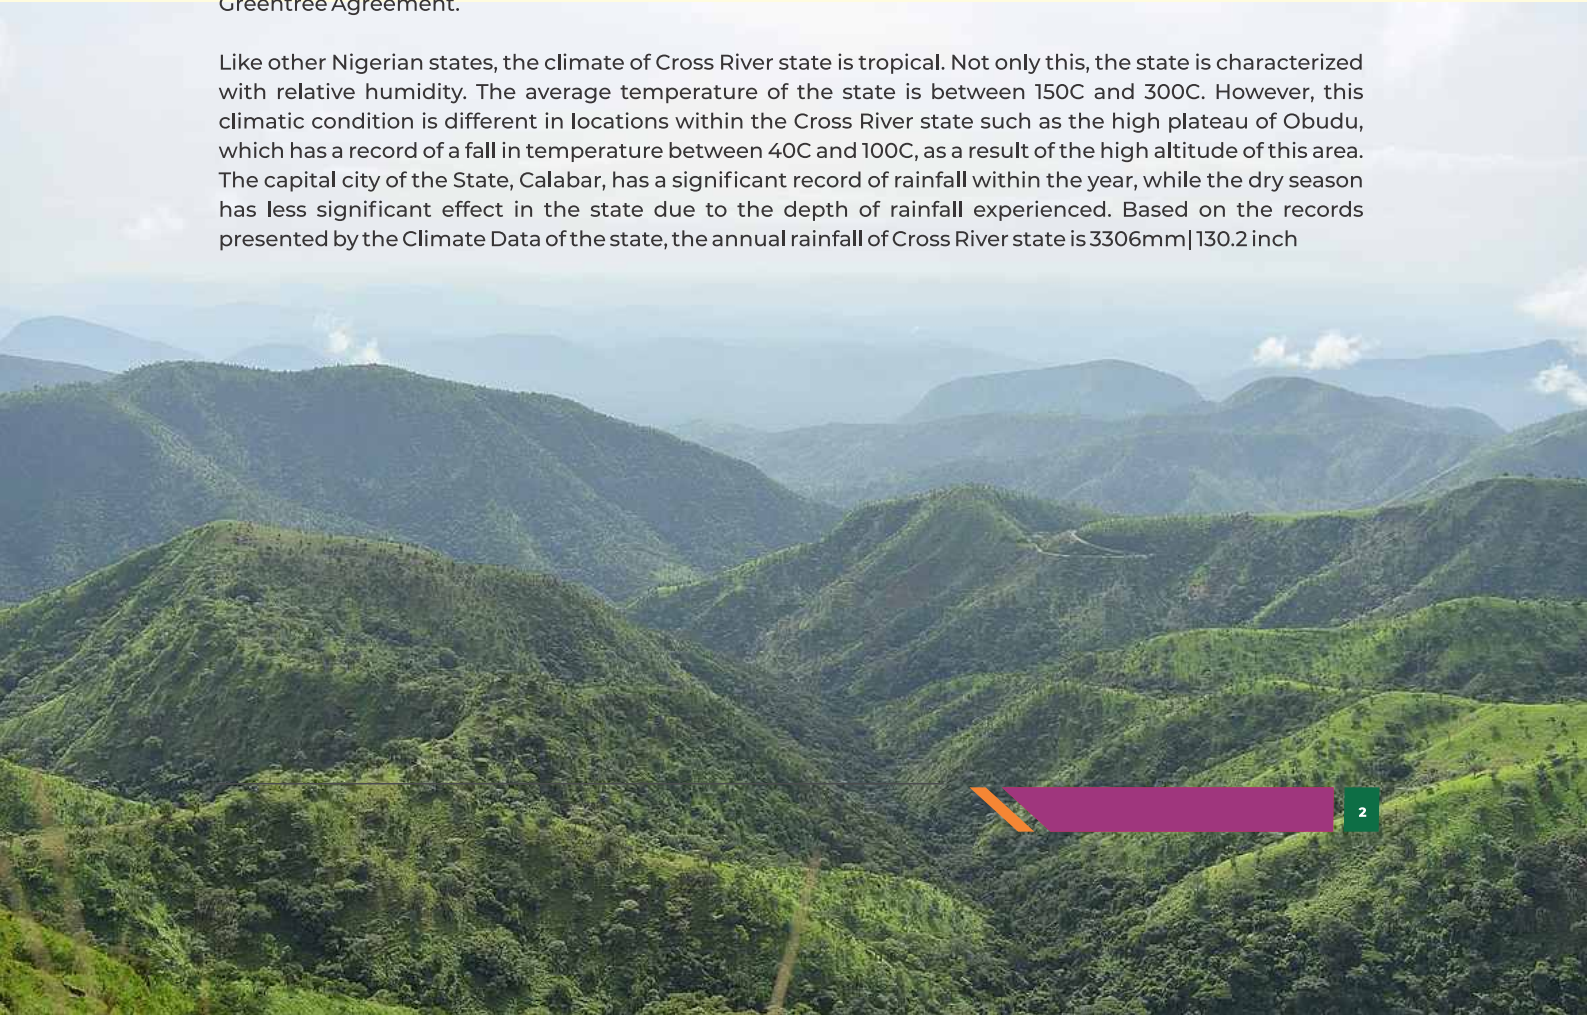 Greentree Agreement.
Like other Nigerian states, the climate of Cross River state is tropical. Not only this, the state is characterized
with relative humidity. The average temperature of the state is between 150C and 300C. However, this
climatic condition is different in locations within the Cross River state such as the high plateau of Obudu,
which has a record of a fall in temperature between 40C and 100C, as a result of the high altitude of this area.
The capital city of the State, Calabar, has a significant record of rainfall within the year, while the dry season
has less significant effect in the state due to the depth of rainfall experienced. Based on the records
presented by the Climate Data of the state, the annual rainfall of Cross River state is 3306mm| 130.2 inch
2